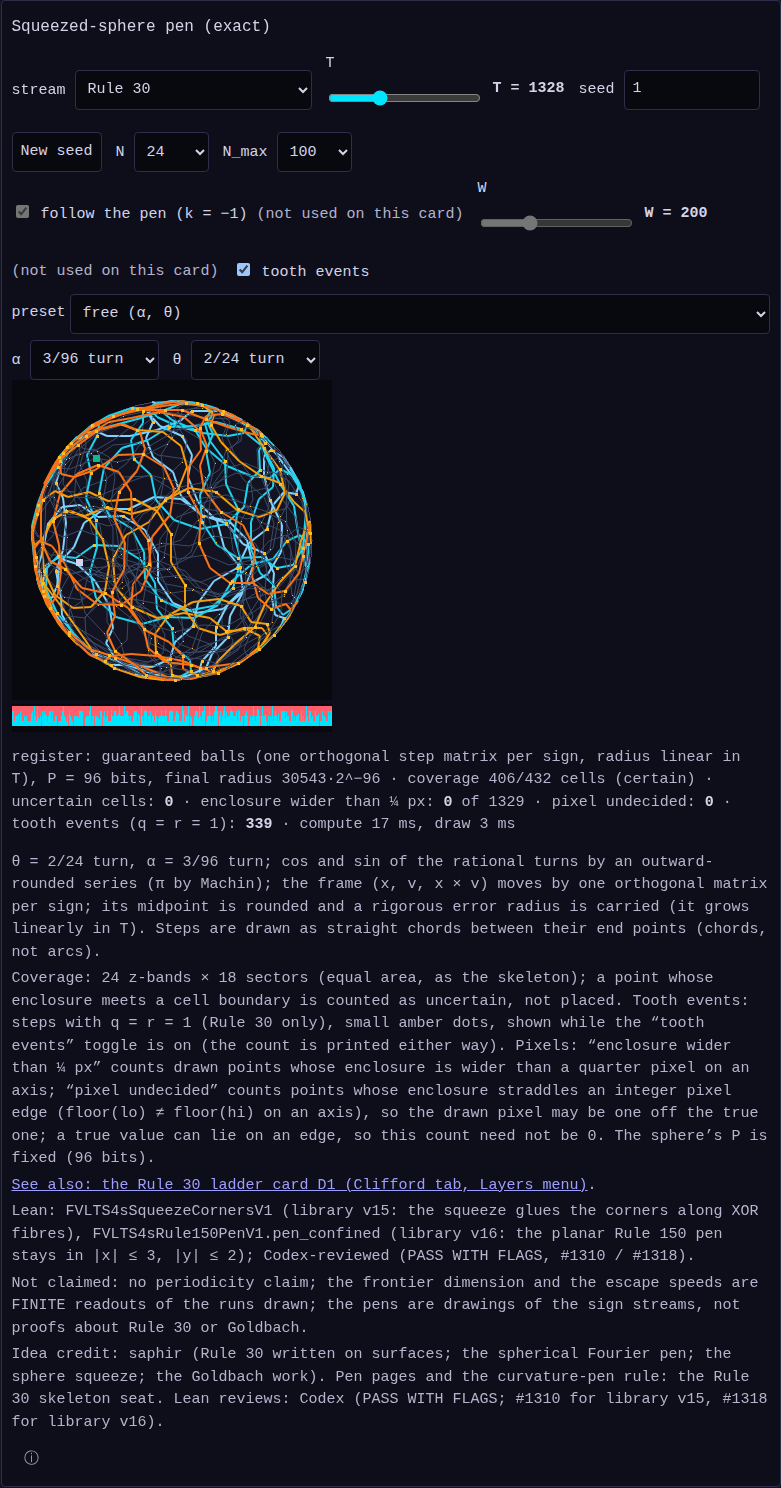 Squeezed-sphere pen (exact)
T
stream Rule 30 T = 1328 seed 1
New seed N 24 N_max 100
W
follow the pen (k = −1) (not used on this card) W = 200
(not used on this card) tooth events
preset free (α, θ)
α 3/96 turn θ 2/24 turn
register: guaranteed balls (one orthogonal step matrix per sign, radius linear in
T), P = 96 bits, final radius 30543·2^−96 · coverage 406/432 cells (certain) ·
uncertain cells: 0 · enclosure wider than ¼ px: 0 of 1329 · pixel undecided: 0 ·
tooth events (q = r = 1): 339 · compute 17 ms, draw 3 ms
θ = 2/24 turn, α = 3/96 turn; cos and sin of the rational turns by an outward-
rounded series (π by Machin); the frame (x, v, x × v) moves by one orthogonal matrix
per sign; its midpoint is rounded and a rigorous error radius is carried (it grows
linearly in T). Steps are drawn as straight chords between their end points (chords,
not arcs).
Coverage: 24 z-bands × 18 sectors (equal area, as the skeleton); a point whose
enclosure meets a cell boundary is counted as uncertain, not placed. Tooth events:
steps with q = r = 1 (Rule 30 only), small amber dots, shown while the “tooth
events” toggle is on (the count is printed either way). Pixels: “enclosure wider
than ¼ px” counts drawn points whose enclosure is wider than a quarter pixel on an
axis; “pixel undecided” counts points whose enclosure straddles an integer pixel
edge (floor(lo) ≠ floor(hi) on an axis), so the drawn pixel may be one off the true
one; a true value can lie on an edge, so this count need not be 0. The sphere’s P is
fixed (96 bits).
See also: the Rule 30 ladder card D1 (Clifford tab, Layers menu).
Lean: FVLTS4sSqueezeCornersV1 (library v15: the squeeze glues the corners along XOR
fibres), FVLTS4sRule150PenV1.pen_confined (library v16: the planar Rule 150 pen
stays in |x| ≤ 3, |y| ≤ 2); Codex-reviewed (PASS WITH FLAGS, #1310 / #1318).
Not claimed: no periodicity claim; the frontier dimension and the escape speeds are
FINITE readouts of the runs drawn; the pens are drawings of the sign streams, not
proofs about Rule 30 or Goldbach.
Idea credit: saphir (Rule 30 written on surfaces; the spherical Fourier pen; the
sphere squeeze; the Goldbach work). Pen pages and the curvature-pen rule: the Rule
30 skeleton seat. Lean reviews: Codex (PASS WITH FLAGS; #1310 for library v15, #1318
for library v16).
ⓘ